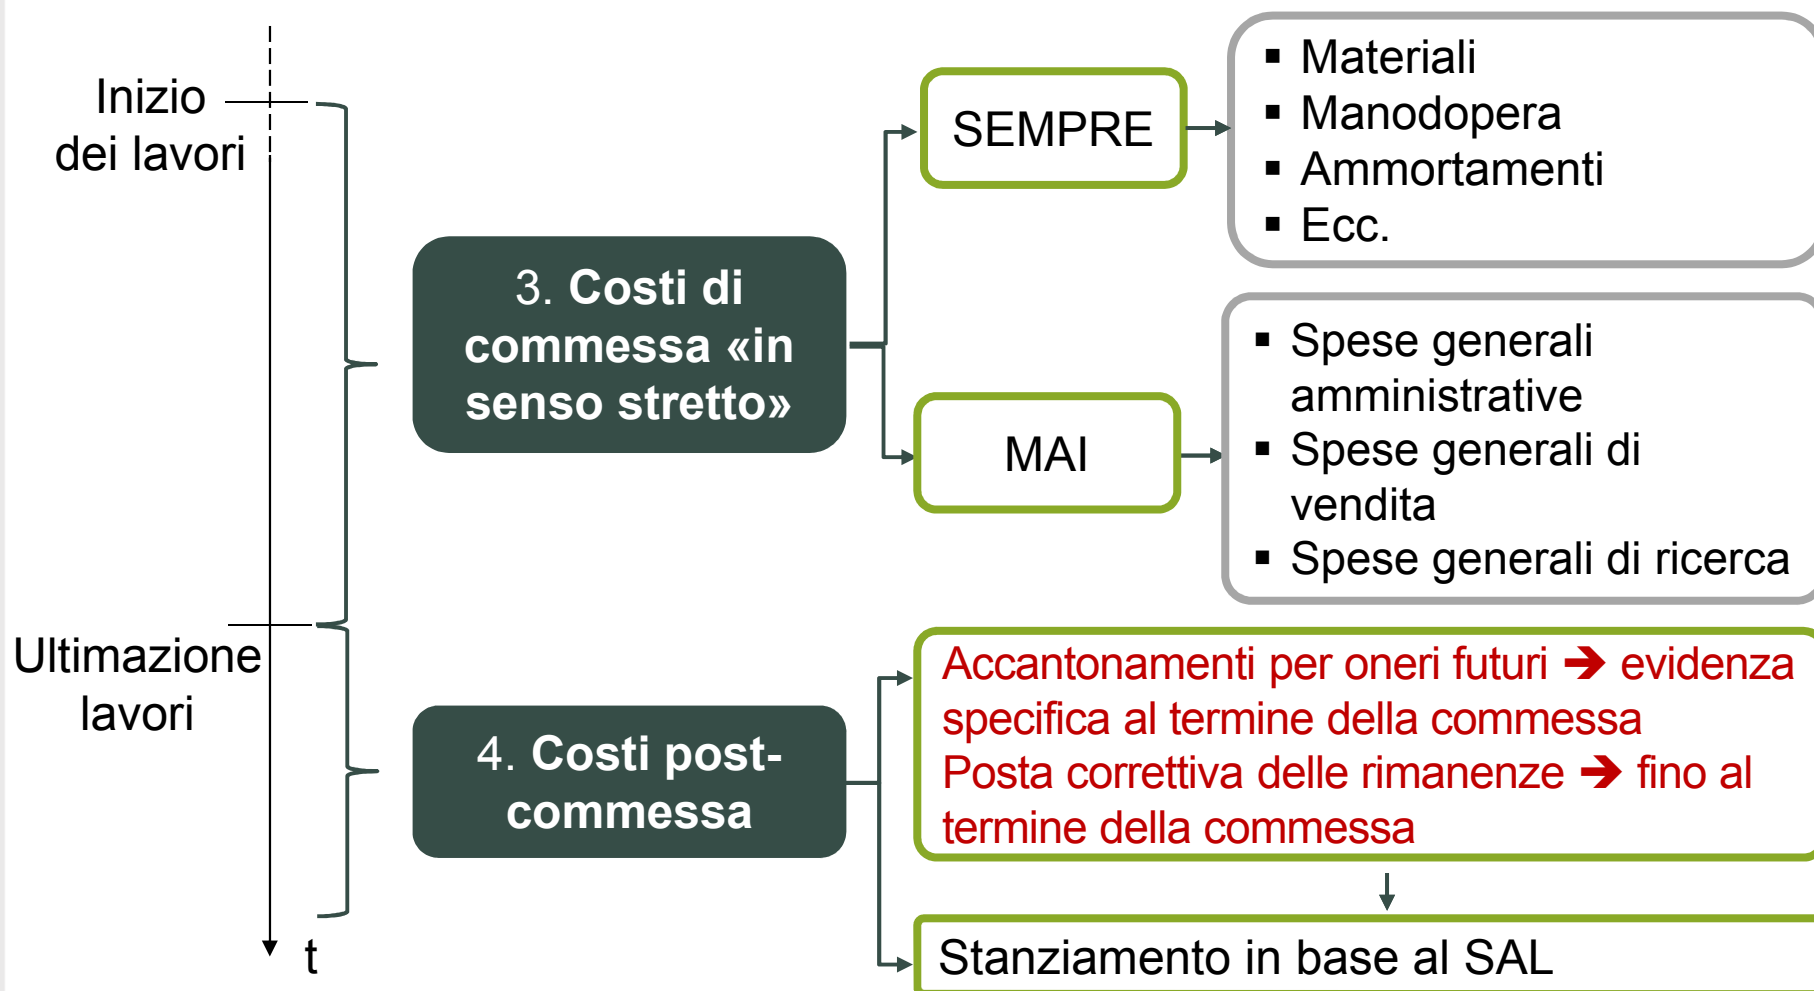 Inizio
dei lavori
Ultimazione
lavori
t
3. Costi di
commessa «in
senso stretto»
SEMPRE
▪ Materiali
▪ Manodopera
▪ Ammortamenti
▪ Ecc.
MAI
▪ Spese generali
amministrative
▪ Spese generali di
vendita
▪ Spese generali di ricerca
4. Costi post-
commessa
Accantonamenti per oneri futuri ➔ evidenza
specifica al termine della commessa
Posta correttiva delle rimanenze ➔ fino al
termine della commessa
Stanziamento in base al SAL